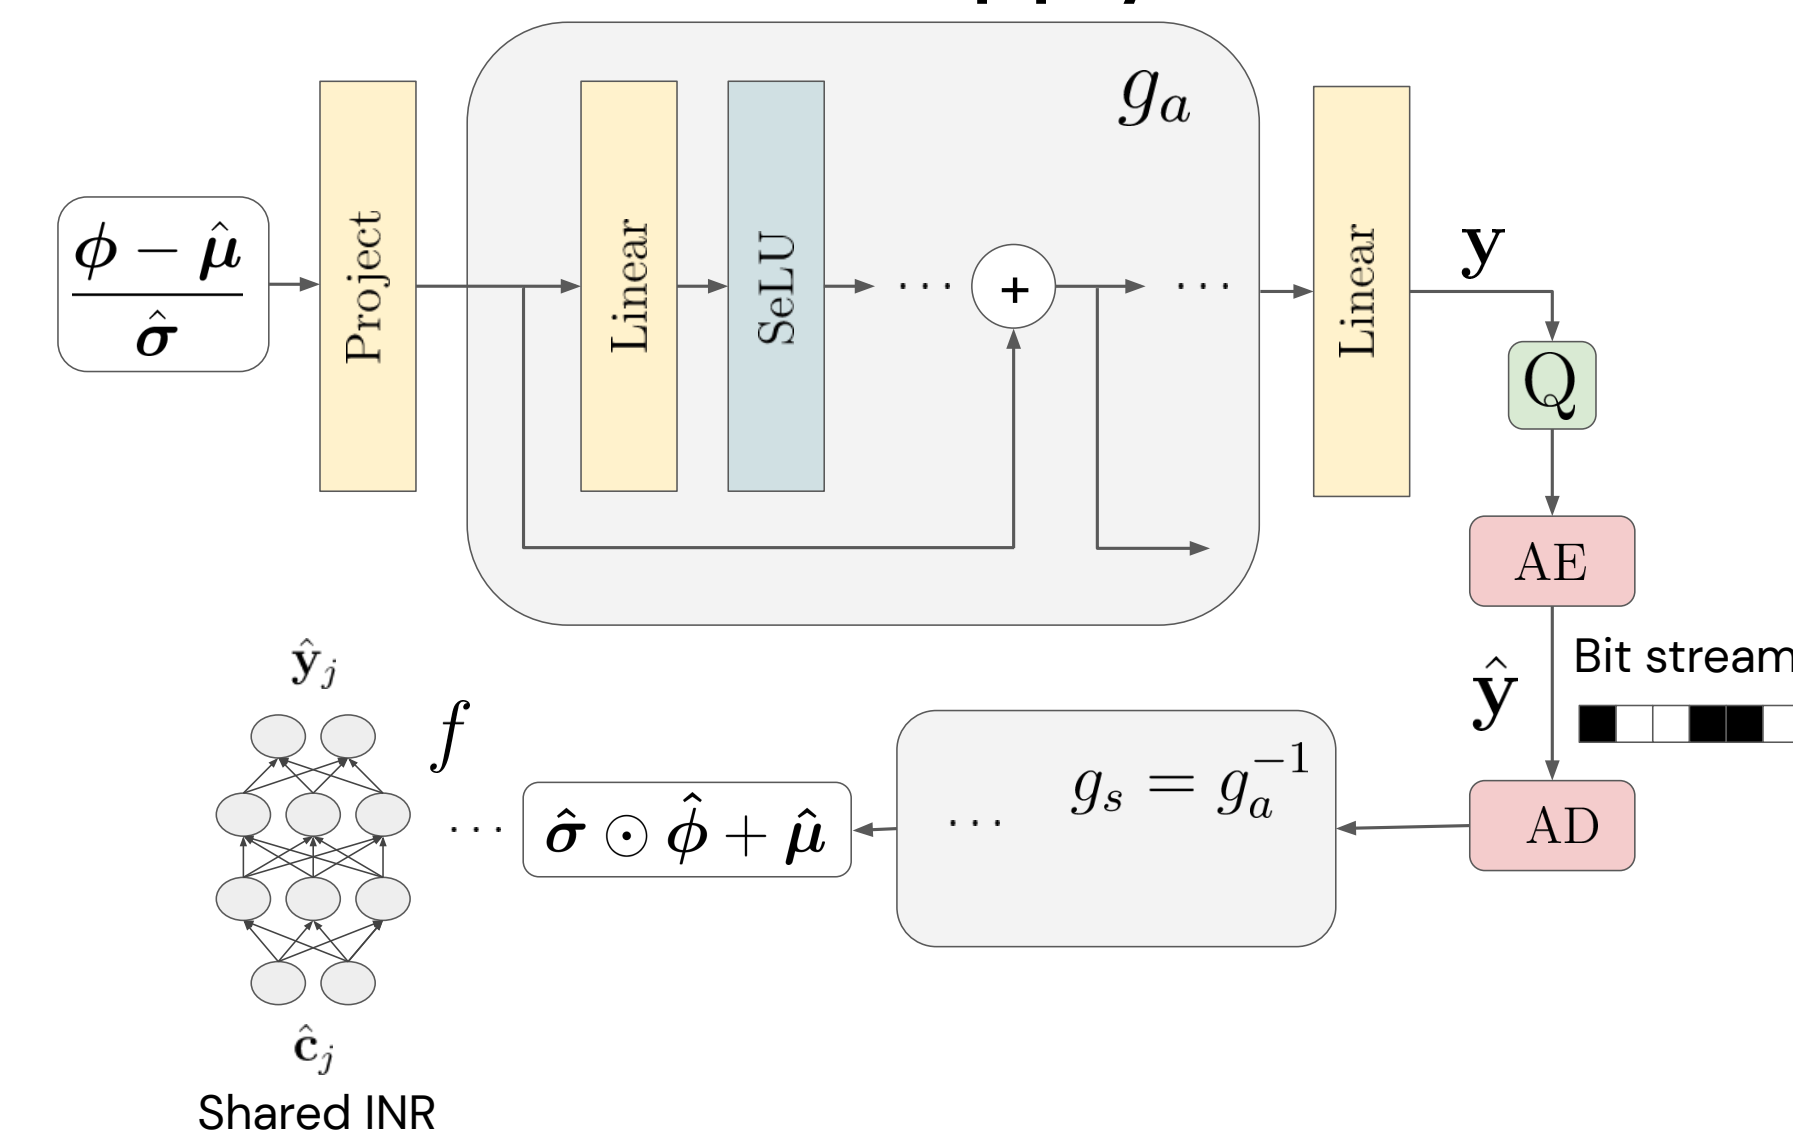 g_a
ϕ − μ̂
σ̂
Project
Linear
SeLU
· · ·
+
· · ·
Linear
y
Q
AE
Bit stream
ŷ
AD
g_s = g_a^{-1}
· · ·
σ̂ ⊙ ϕ̂ + μ̂
· · ·
f
ŷ_j
ĉ_j
Shared INR